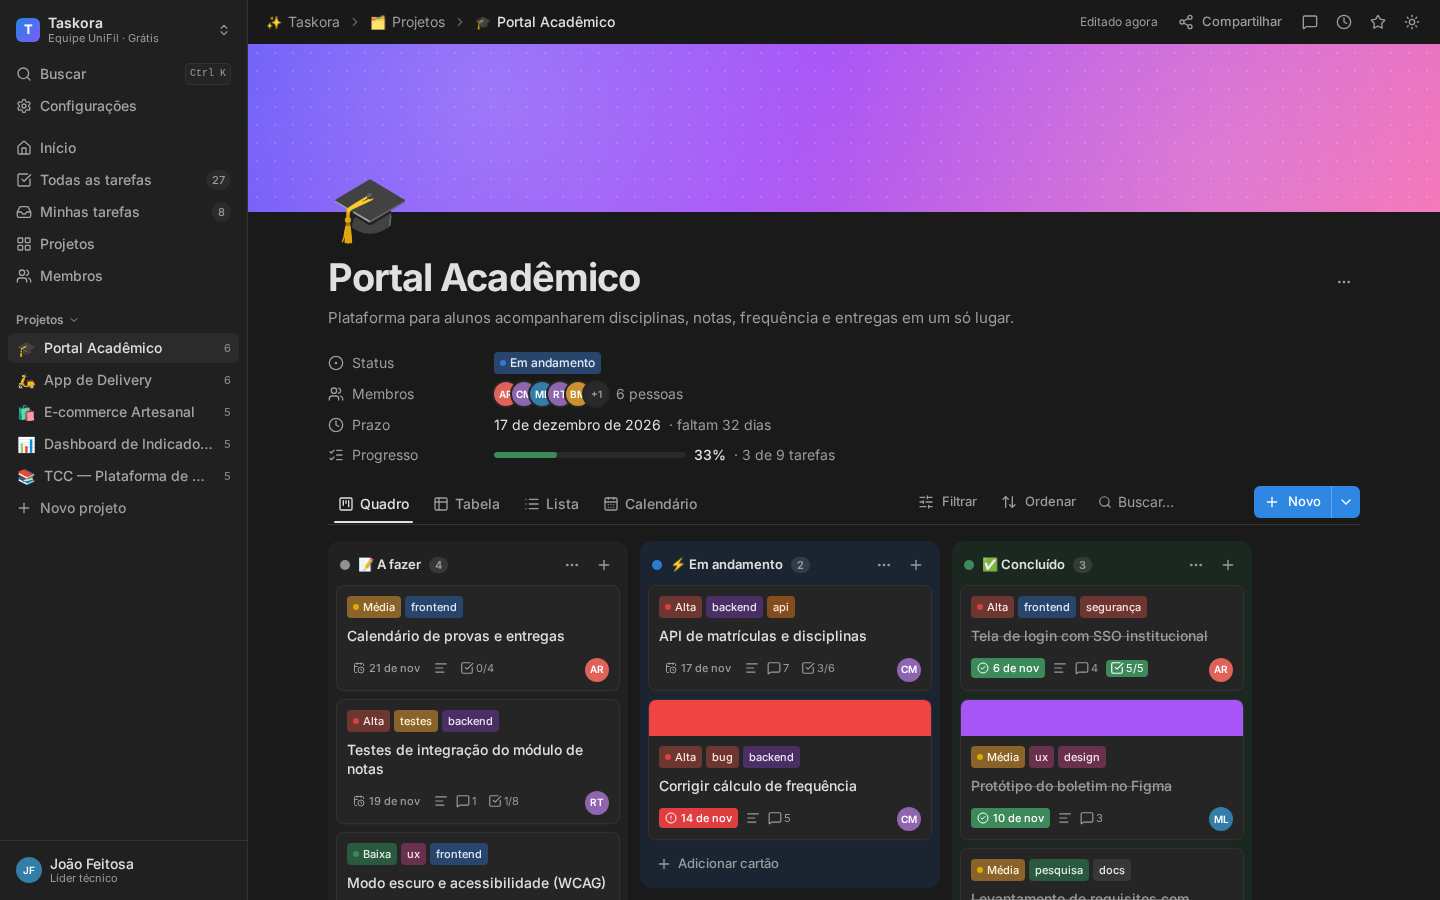 T
Taskora
Equipe UniFil · Grátis
Buscar
Ctrl K
Configurações
Início
Todas as tarefas 27
Minhas tarefas 8
Projetos
Membros
Projetos
Portal Acadêmico 6
App de Delivery 6
E-commerce Artesanal 5
Dashboard de Indicado... 5
TCC — Plataforma de ... 5
Novo projeto
JF
João Feitosa
Líder técnico
Taskora
Projetos
Portal Acadêmico
Editado agora
Compartilhar
Portal Acadêmico
Plataforma para alunos acompanharem disciplinas, notas, frequência e entregas em um só lugar.
Status
Em andamento
Membros
AR CM ML RT BM +1 6 pessoas
Prazo
17 de dezembro de 2026 · faltam 32 dias
Progresso
33% · 3 de 9 tarefas
Quadro
Tabela
Lista
Calendário
Filtrar
Ordenar
Buscar...
Novo
A fazer 4
Média frontend
Calendário de provas e entregas
21 de nov 0/4 AR
Alta testes backend
Testes de integração do módulo de
notas
19 de nov 1 1/8 RT
Baixa ux frontend
Modo escuro e acessibilidade (WCAG)
Em andamento 2
Alta backend api
API de matrículas e disciplinas
17 de nov 7 3/6 CM
Alta bug backend
Corrigir cálculo de frequência
14 de nov 5 CM
Adicionar cartão
Concluído 3
Alta frontend segurança
Tela de login com SSO institucional
6 de nov 4 5/5 AR
Média ux design
Protótipo do boletim no Figma
10 de nov 3 ML
Média pesquisa docs
Levantamento de requisitos com